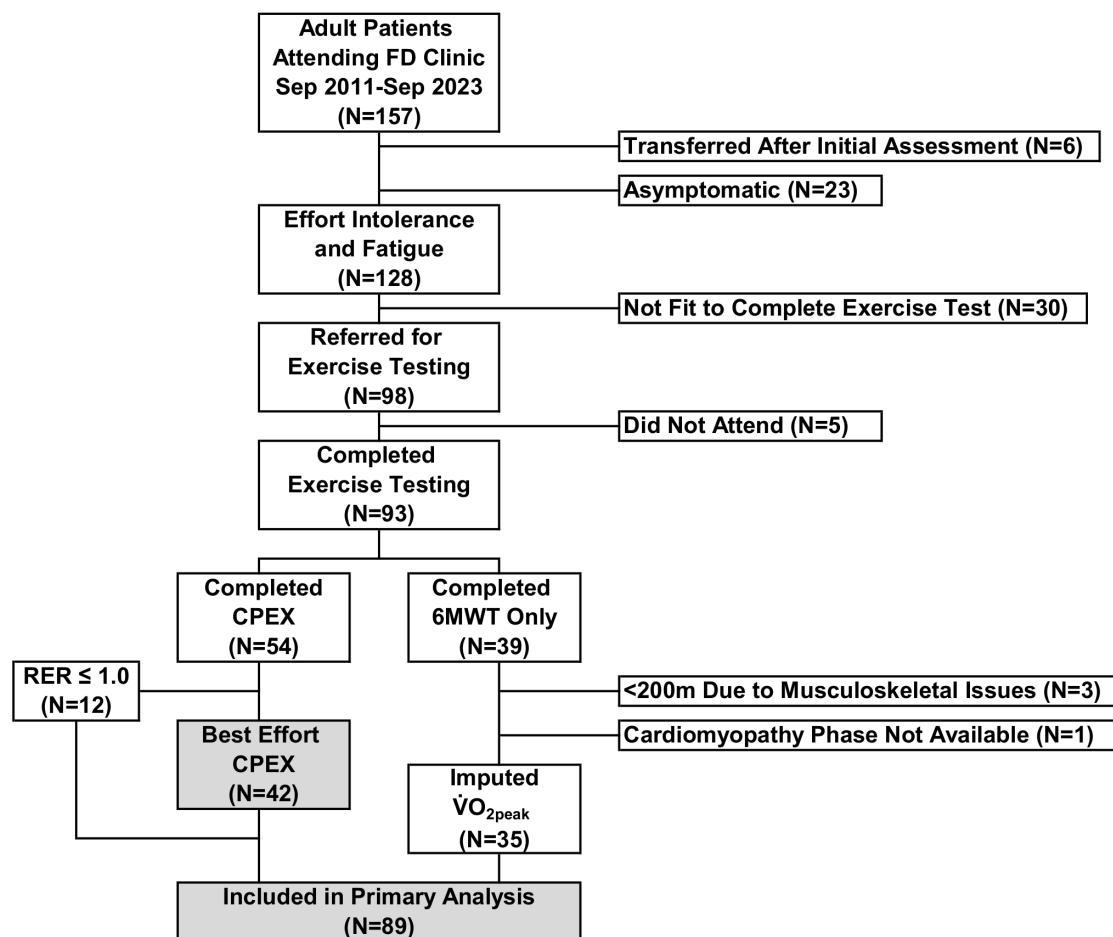 Adult Patients
Attending FD Clinic
Sep 2011-Sep 2023
(N=157)
Transferred After Initial Assessment (N=6)
Asymptomatic (N=23)
Effort Intolerance
and Fatigue
(N=128)
Not Fit to Complete Exercise Test (N=30)
Referred for
Exercise Testing
(N=98)
Did Not Attend (N=5)
Completed
Exercise Testing
(N=93)
Completed
CPEX
(N=54)
Completed
6MWT Only
(N=39)
RER ≤ 1.0
(N=12)
<200m Due to Musculoskeletal Issues (N=3)
Best Effort
CPEX
(N=42)
Cardiomyopathy Phase Not Available (N=1)
Imputed
V̇O₂peak
(N=35)
Included in Primary Analysis
(N=89)